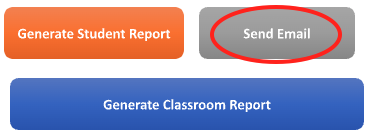 Generate Student Report
Send Email
Generate Classroom Report